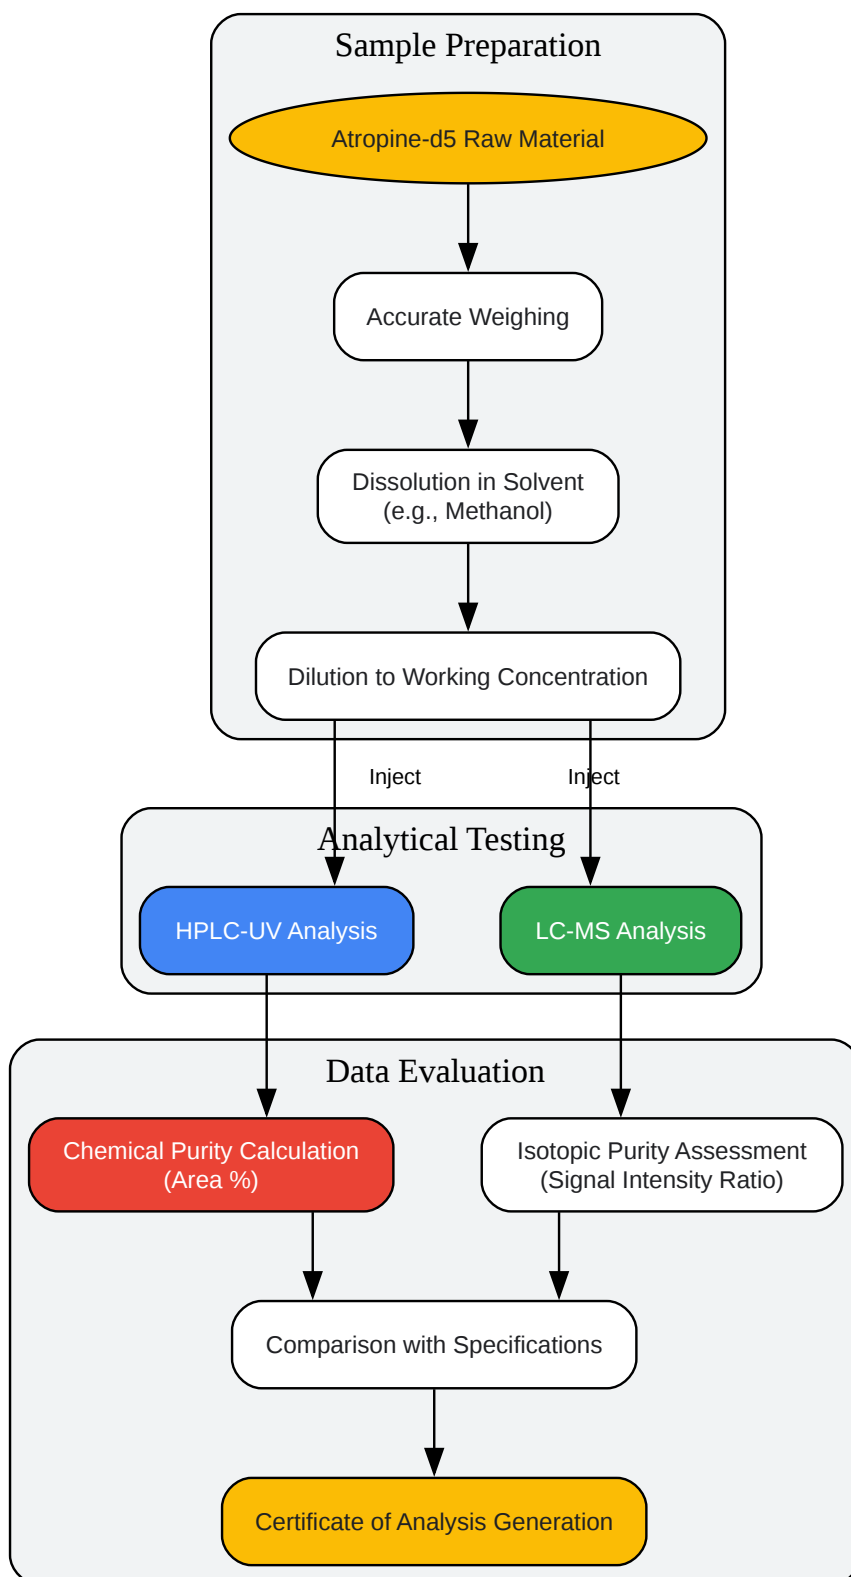 Sample Preparation
Atropine-d5 Raw Material
Accurate Weighing
Dissolution in Solvent
(e.g., Methanol)
Dilution to Working Concentration
Inject
Inject
Analytical Testing
HPLC-UV Analysis
LC-MS Analysis
Data Evaluation
Chemical Purity Calculation
(Area %)
Isotopic Purity Assessment
(Signal Intensity Ratio)
Comparison with Specifications
Certificate of Analysis Generation